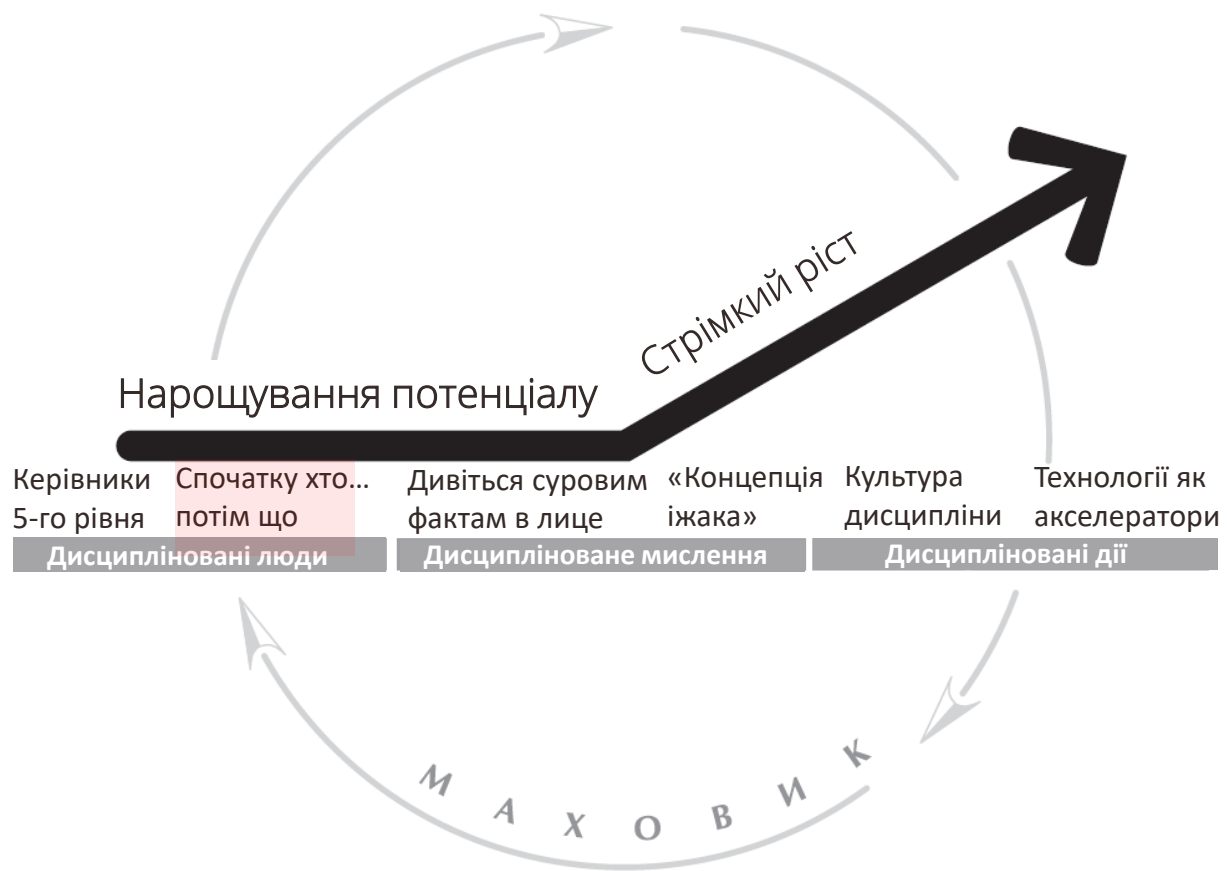 Стрімкий ріст
Нарощування потенціалу
Керівники
5-го рівня
Спочатку хто...
потім що
Дивіться суровим
фактам в лице
«Концепція
їжака»
Культура
дисципліни
Технології як
акселератори
Дисципліновані люди
Дисципліноване мислення
Дисципліновані дії
МАХОВИК